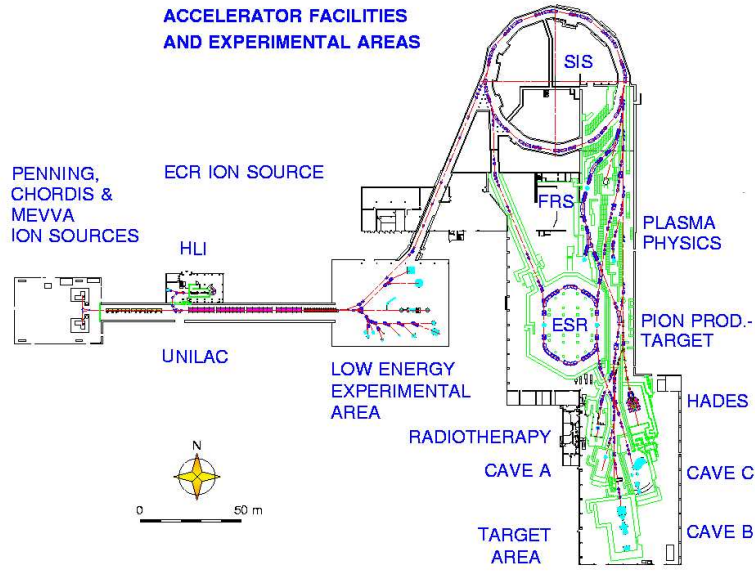 ACCELERATOR FACILITIES
AND EXPERIMENTAL AREAS
SIS
PENNING,
CHORDIS &
MEVVA
ION SOURCES
ECR ION SOURCE
HLI
FRS
PLASMA
PHYSICS
UNILAC
ESR
PION PROD.-
TARGET
LOW ENERGY
EXPERIMENTAL
AREA
HADES
RADIOTHERAPY
CAVE A
CAVE C
N
0
50 m
TARGET
AREA
CAVE B